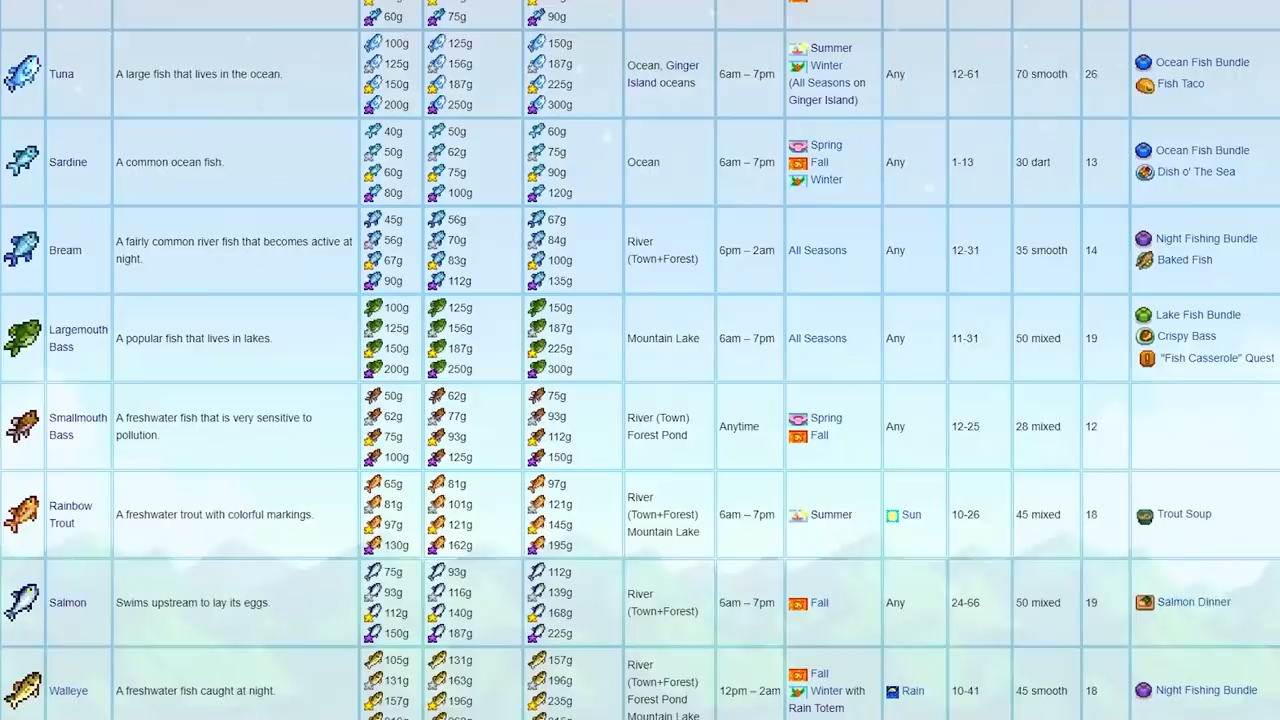 60g 75g 90g
Tuna
A large fish that lives in the ocean.
100g 125g 150g
125g 156g 187g
150g 187g 225g
200g 250g 300g
Ocean, Ginger
Island oceans
6am – 7pm
Summer
Winter
(All Seasons on
Ginger Island)
Any
12-61
70 smooth
26
Ocean Fish Bundle
Fish Taco
Sardine
A common ocean fish.
40g 50g 60g
50g 62g 75g
60g 75g 90g
80g 100g 120g
Ocean
6am – 7pm
Spring
Fall
Winter
Any
1-13
30 dart
13
Ocean Fish Bundle
Dish o' The Sea
Bream
A fairly common river fish that becomes active at
night.
45g 56g 67g
56g 70g 84g
67g 83g 100g
90g 112g 135g
River
(Town+Forest)
6pm – 2am
All Seasons
Any
12-31
35 smooth
14
Night Fishing Bundle
Baked Fish
Largemouth
Bass
A popular fish that lives in lakes.
100g 125g 150g
125g 156g 187g
150g 187g 225g
200g 250g 300g
Mountain Lake
6am – 7pm
All Seasons
Any
11-31
50 mixed
19
Lake Fish Bundle
Crispy Bass
"Fish Casserole" Quest
Smallmouth
Bass
A freshwater fish that is very sensitive to
pollution.
50g 62g 75g
62g 77g 93g
75g 93g 112g
100g 125g 150g
River (Town)
Forest Pond
Anytime
Spring
Fall
Any
12-25
28 mixed
12
Rainbow
Trout
A freshwater trout with colorful markings.
65g 81g 97g
81g 101g 121g
97g 121g 145g
130g 162g 195g
River
(Town+Forest)
Mountain Lake
6am – 7pm
Summer
Sun
10-26
45 mixed
18
Trout Soup
Salmon
Swims upstream to lay its eggs.
75g 93g 112g
93g 116g 139g
112g 140g 168g
150g 187g 225g
River
(Town+Forest)
6am – 7pm
Fall
Any
24-66
50 mixed
19
Salmon Dinner
Walleye
A freshwater fish caught at night.
105g 131g 157g
131g 163g 196g
157g 196g 235g
River
(Town+Forest)
Forest Pond
Mountain Lake
12pm – 2am
Fall
Winter with
Rain Totem
Rain
10-41
45 smooth
18
Night Fishing Bundle